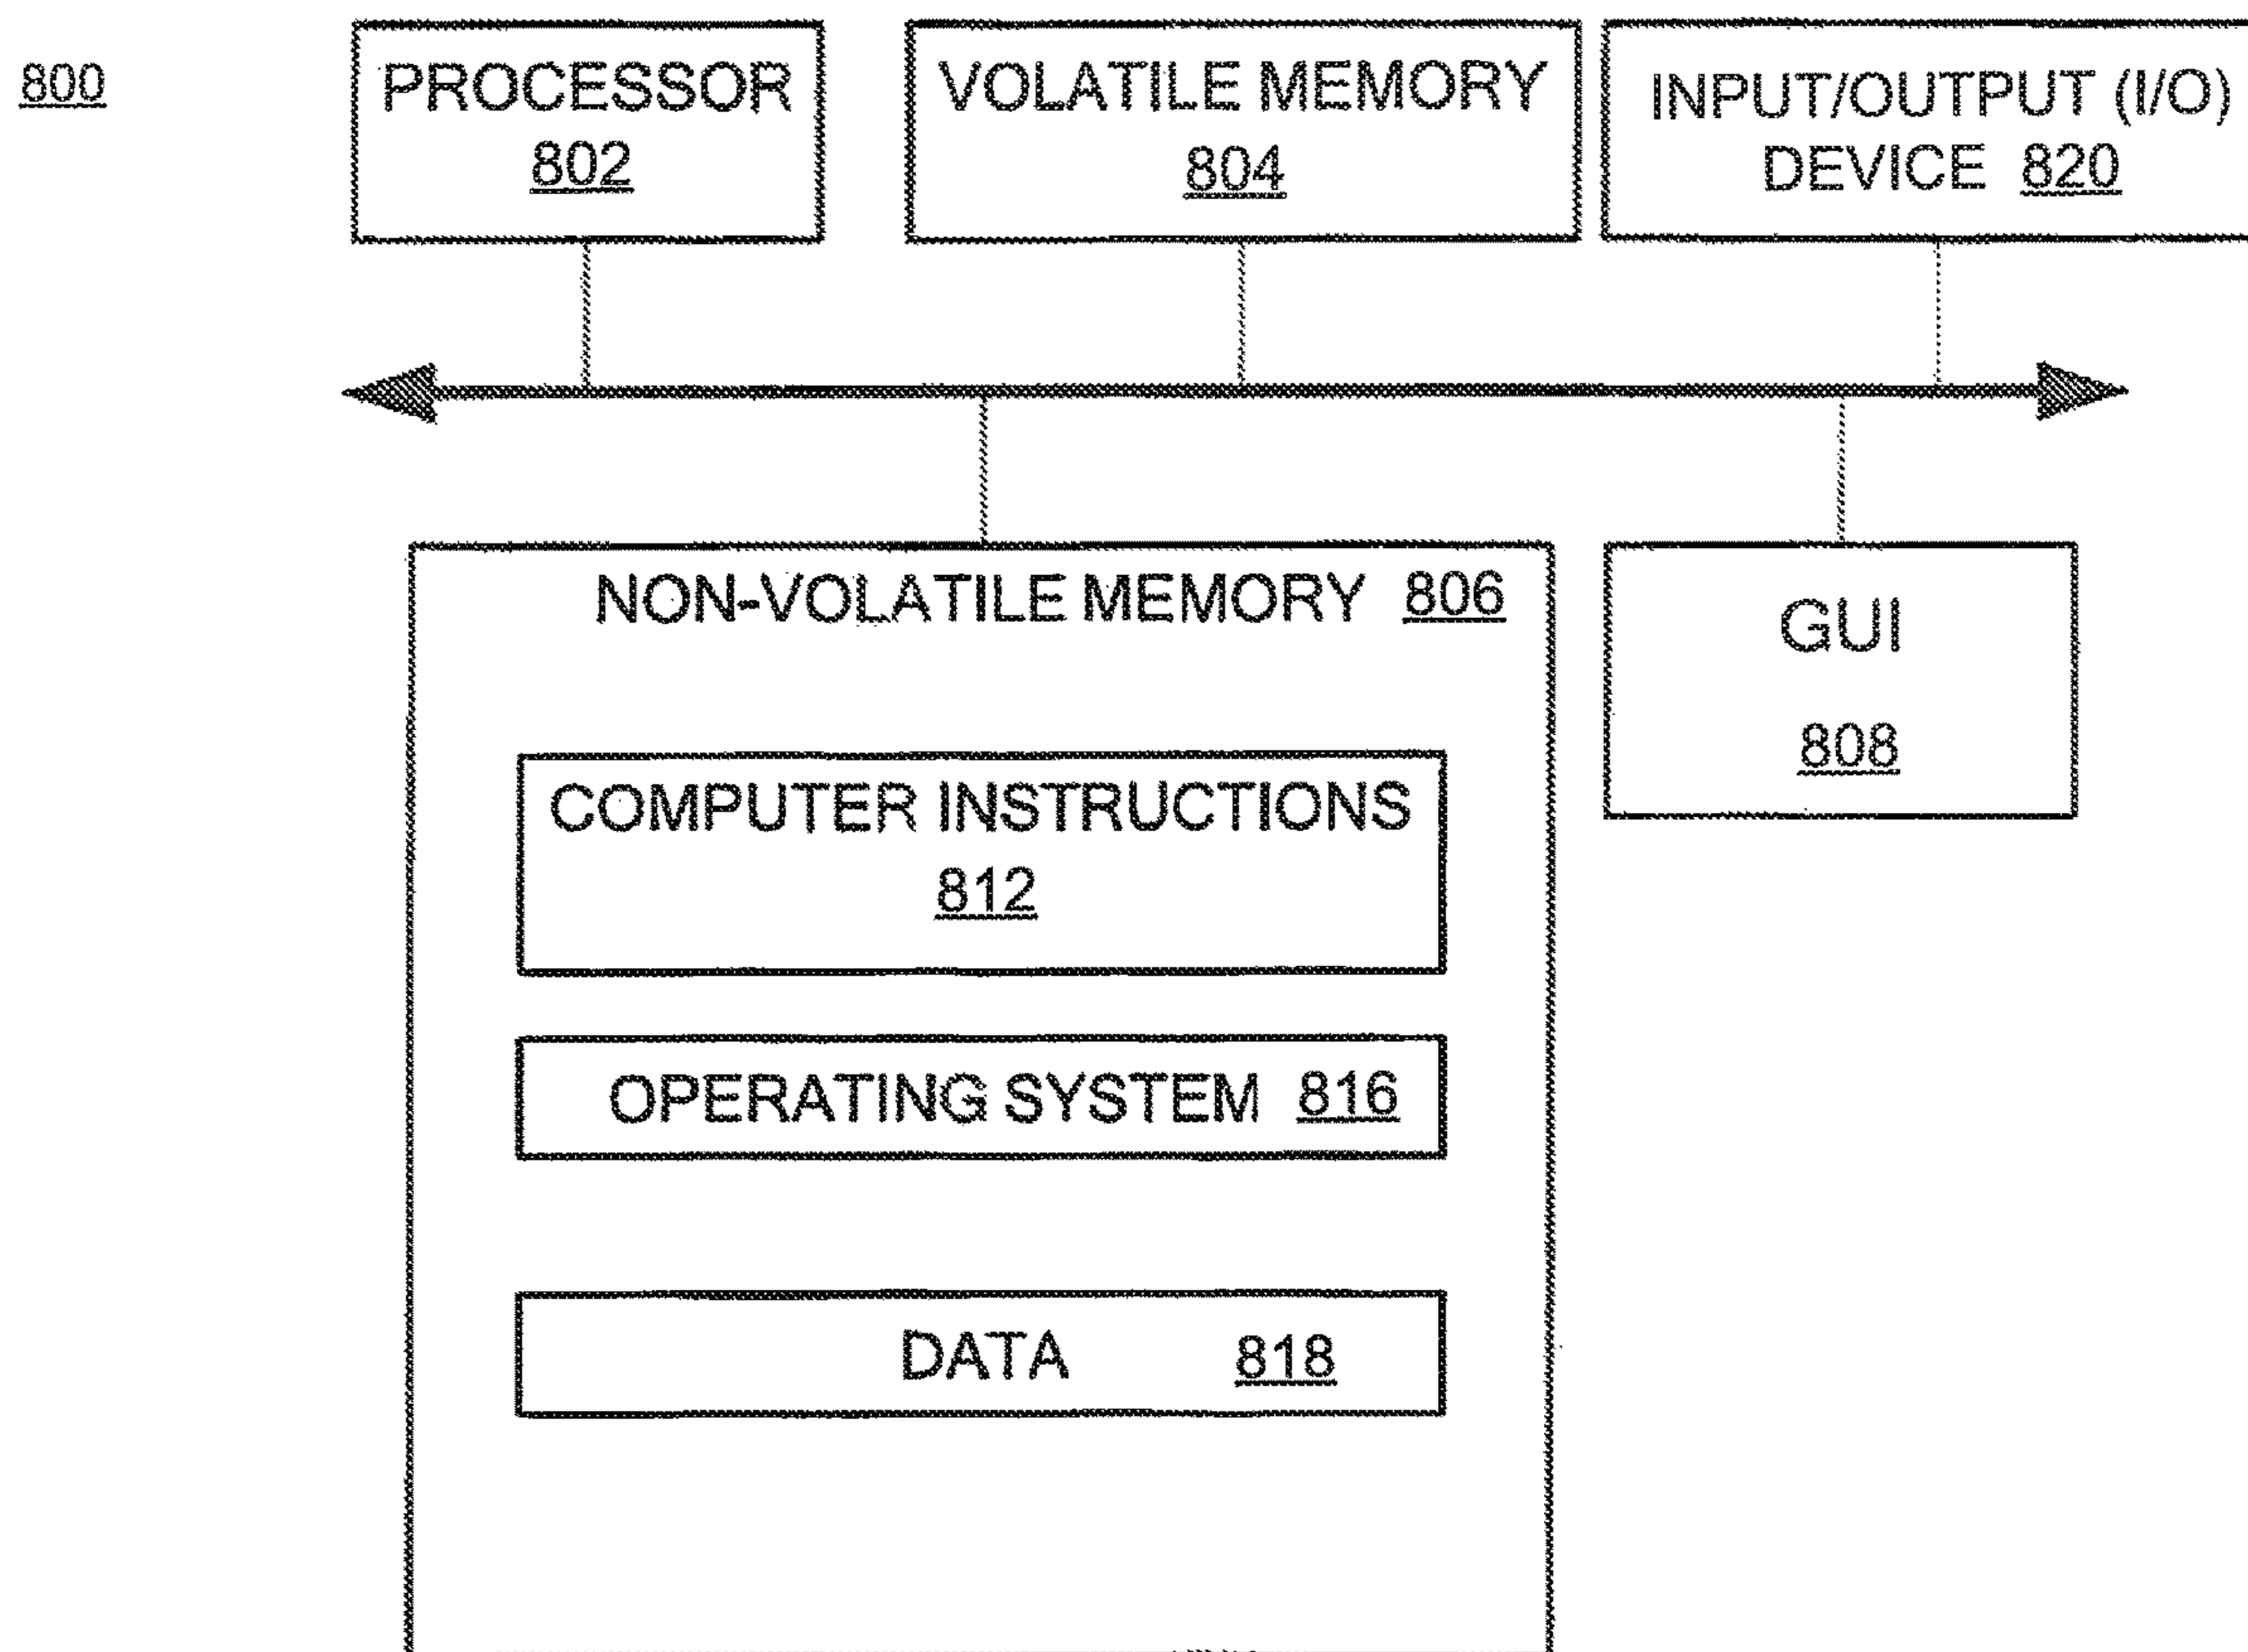 800
PROCESSOR
802
VOLATILE MEMORY
804
INPUT/OUTPUT (I/O)
DEVICE 820
NON-VOLATILE MEMORY 806
COMPUTER INSTRUCTIONS
812
OPERATING SYSTEM 816
DATA 818
GUI
808